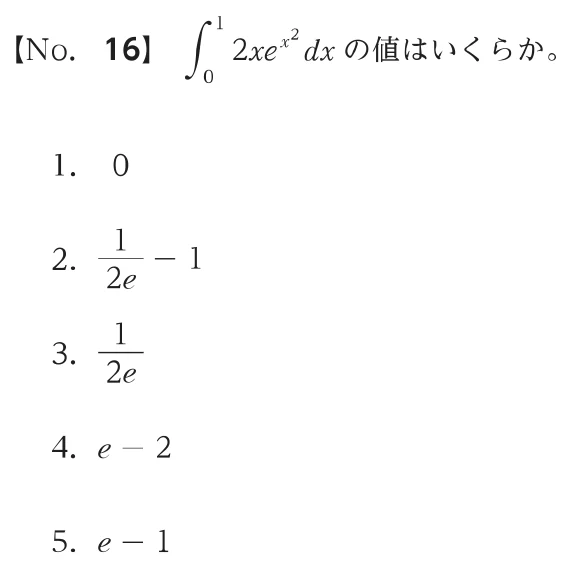 【No. 16】 ∫₀¹ 2xe^{x²} dx の値はいくらか。
1. 0
2. 1/2e − 1
3. 1/2e
4. e − 2
5. e − 1